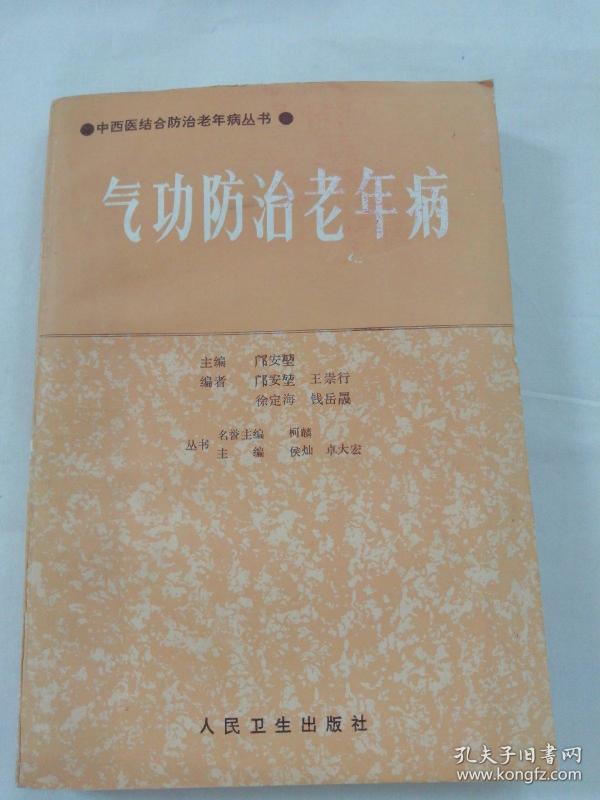 ●中西医结合防治老年病丛书●
气功防治老年病
主编 邝安堃
编者 邝安堃 王崇行
徐定海 钱岳晟
丛书 名誉主编 柯麟
主编 侯灿 卓大宏
人民卫生出版社
孔夫子旧书网
www.kongfz.com